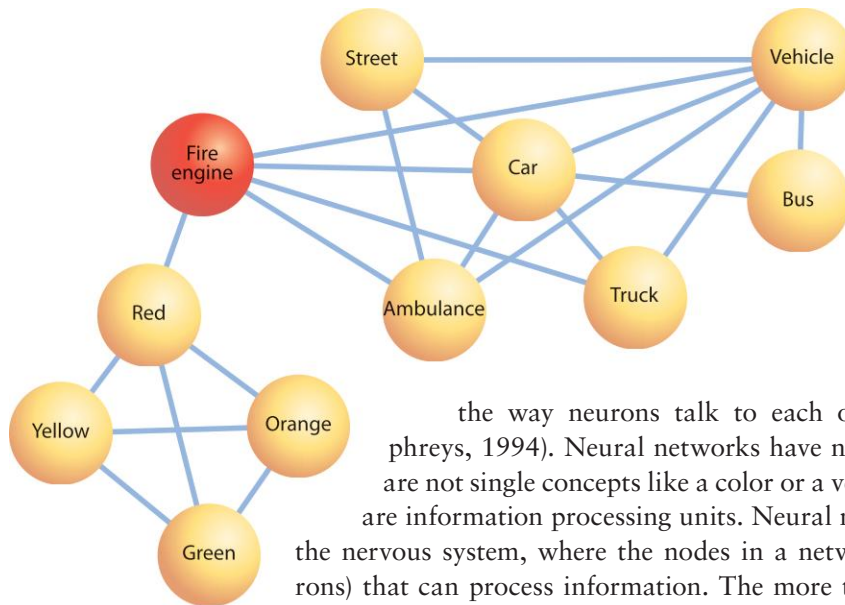 Street
Vehicle
Fire
engine
Car
Bus
Red
Ambulance
Truck
Yellow
Orange
Green
the way neurons talk to each o
phreys, 1994). Neural networks have n
are not single concepts like a color or a v
are information processing units. Neural
the nervous system, where the nodes in a netw
rons) that can process information. The more t